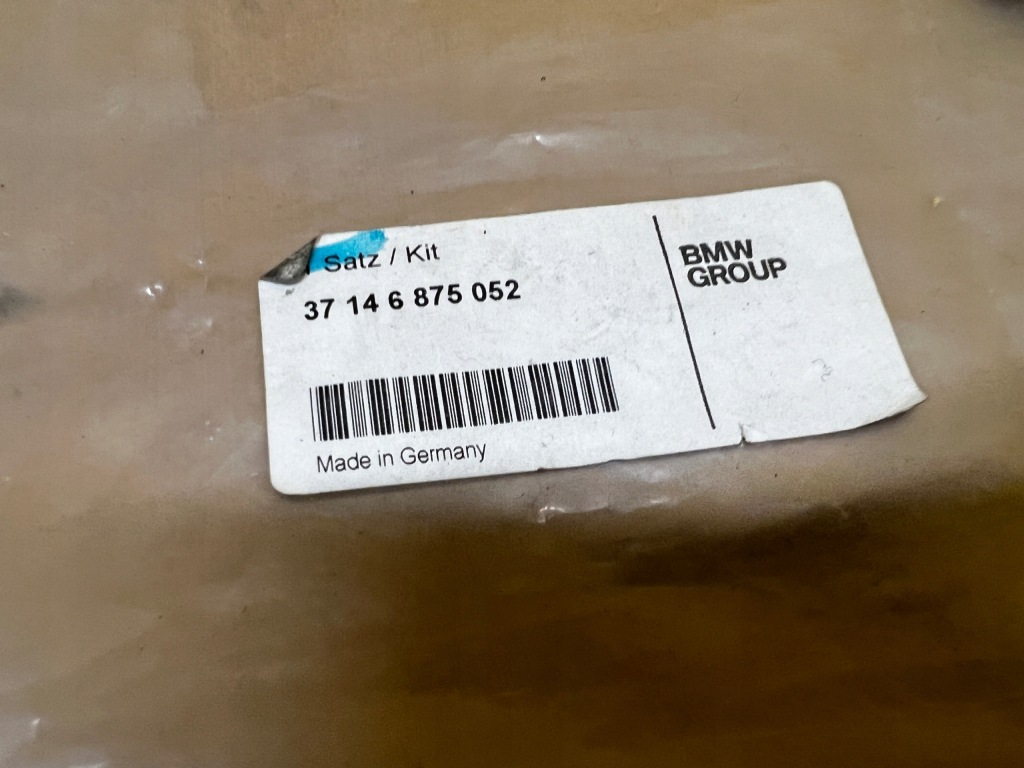 Satz / Kit
37 14 6 875 052
Made in Germany
BMW
GROUP